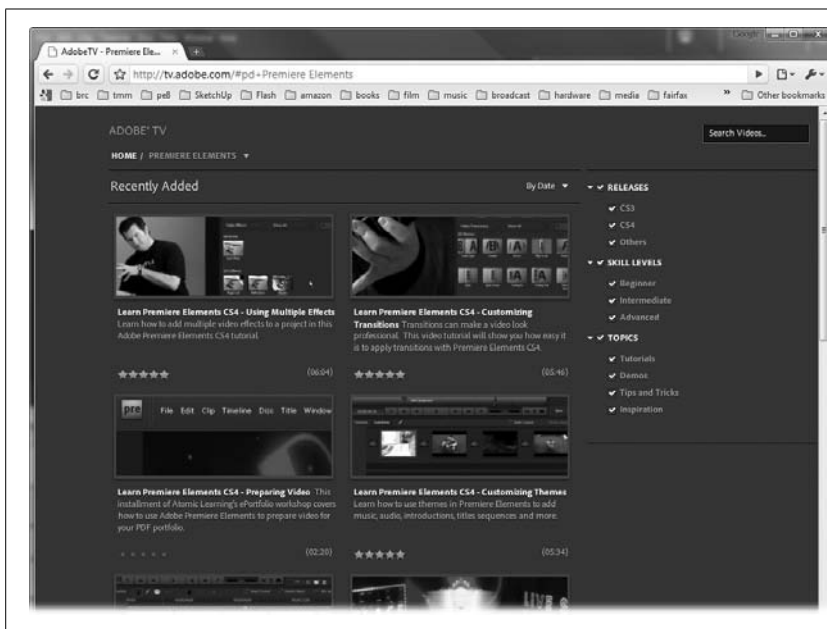 Google
AdobeTV - Premiere Ele...
http://tv.adobe.com/#pd+Premiere Elements
brc tmm peß SketchUp Flash amazon books film music broadcast hardware media fairfax » Other bookmarks
ADOBE® TV
Search Videos..
HOME / PREMIERE ELEMENTS
Recently Added
By Date
RELEASES
CS3
CS4
Others
SKILL LEVELS
Beginner
Intermediate
Advanced
TOPICS
Tutorials
Demos
Tips and Tricks
Inspiration
Learn Premiere Elements CS4 - Using Multiple Effects
Learn how to add multiple video effects to a project in this
Adobe Premiere Elements CS4 tutorial.
(06:04)
Learn Premiere Elements CS4 - Customizing
Transitions Transitions can make a video look
professional. This video tutorial will show you how easy it
is to apply transitions with Premiere Elements CS4.
(05:46)
pre File Edit Clip Timeline Disc Title Window
Learn Premiere Elements CS4 - Preparing Video This
installment of Atomic Learning's ePortfolio workshop covers
how to use Adobe Premiere Elements to prepare video for
your PDF portfolio.
(02:20)
Learn Premiere Elements CS4 - Customizing Themes
Learn how to use themes in Premiere Elements to add
music, audio, introductions, titles sequences and more.
(05:34)